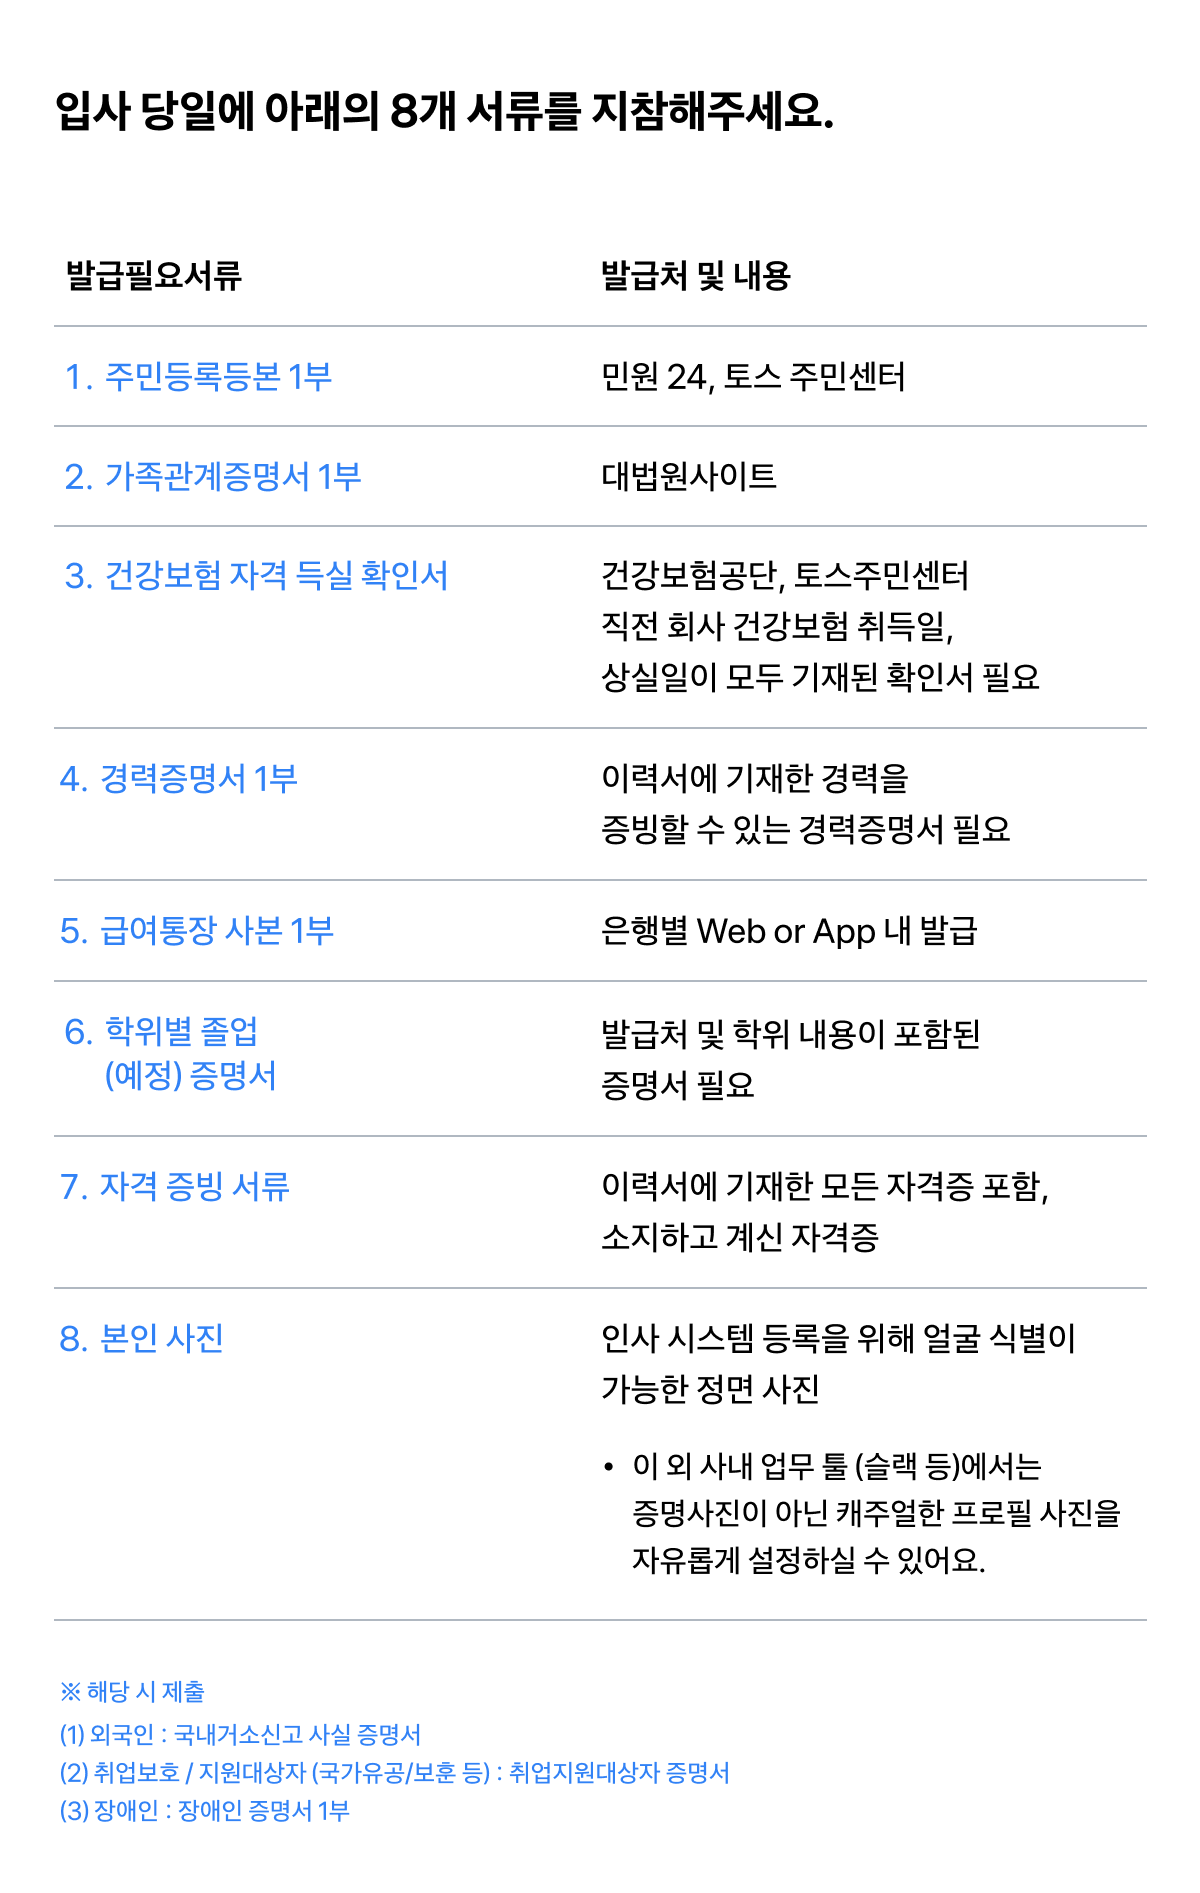 입사 당일에 아래의 8개 서류를 지참해주세요.
발급필요서류
발급처 및 내용
1. 주민등록등본 1부
민원 24, 토스 주민센터
2. 가족관계증명서 1부
대법원사이트
3. 건강보험 자격 득실 확인서
건강보험공단, 토스주민센터
직전 회사 건강보험 취득일,
상실일이 모두 기재된 확인서 필요
4. 경력증명서 1부
이력서에 기재한 경력을
증빙할 수 있는 경력증명서 필요
5. 급여통장 사본 1부
은행별 Web or App 내 발급
6. 학위별 졸업
(예정) 증명서
발급처 및 학위 내용이 포함된
증명서 필요
7. 자격 증빙 서류
이력서에 기재한 모든 자격증 포함,
소지하고 계신 자격증
8. 본인 사진
인사 시스템 등록을 위해 얼굴 식별이
가능한 정면 사진
• 이 외 사내 업무 툴 (슬랙 등)에서는
증명사진이 아닌 캐주얼한 프로필 사진을
자유롭게 설정하실 수 있어요.
※ 해당 시 제출
(1) 외국인 : 국내거소신고 사실 증명서
(2) 취업보호 / 지원대상자 (국가유공/보훈 등) : 취업지원대상자 증명서
(3) 장애인 : 장애인 증명서 1부